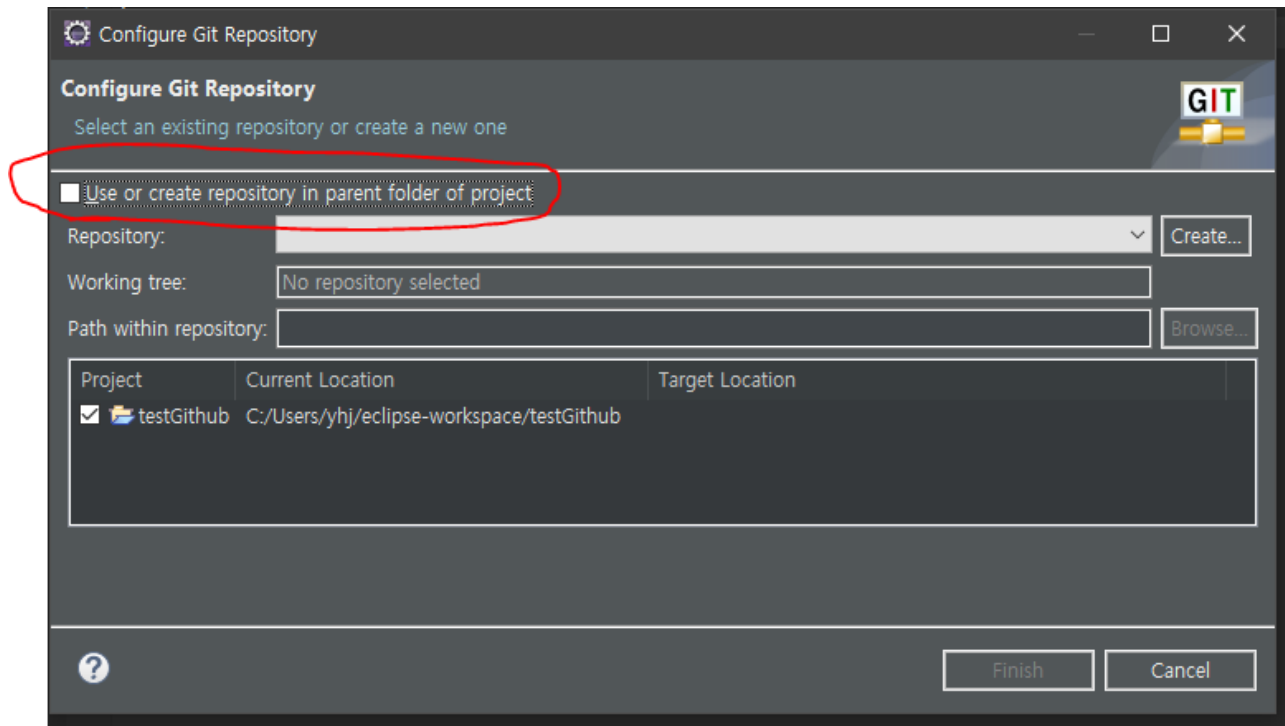 Configure Git Repository
Configure Git Repository
Select an existing repository or create a new one
GIT
Use or create repository in parent folder of project
Repository: Create...
Working tree: No repository selected
Path within repository: Browse...
Project Current Location Target Location
testGithub C:/Users/yhj/eclipse-workspace/testGithub
? Finish Cancel